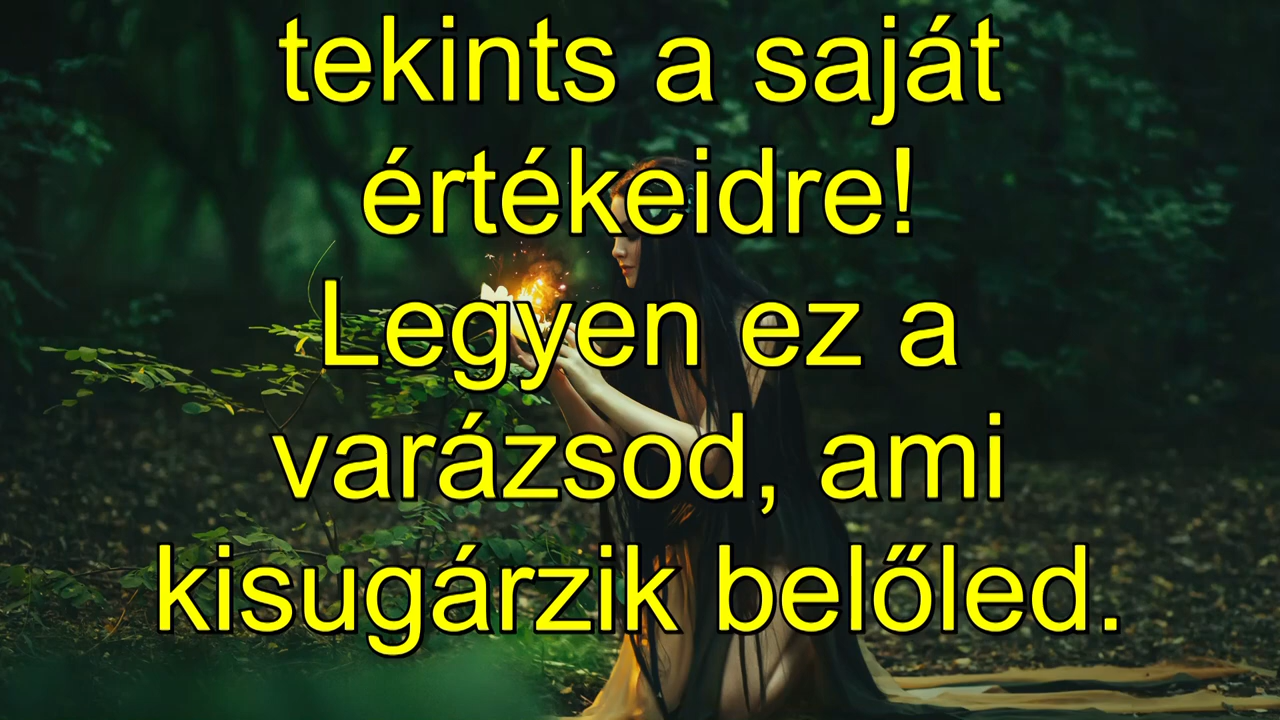 tekints a saját
értékeidre!
Legyen ez a
varázsod, ami
kisugárzik belőled.